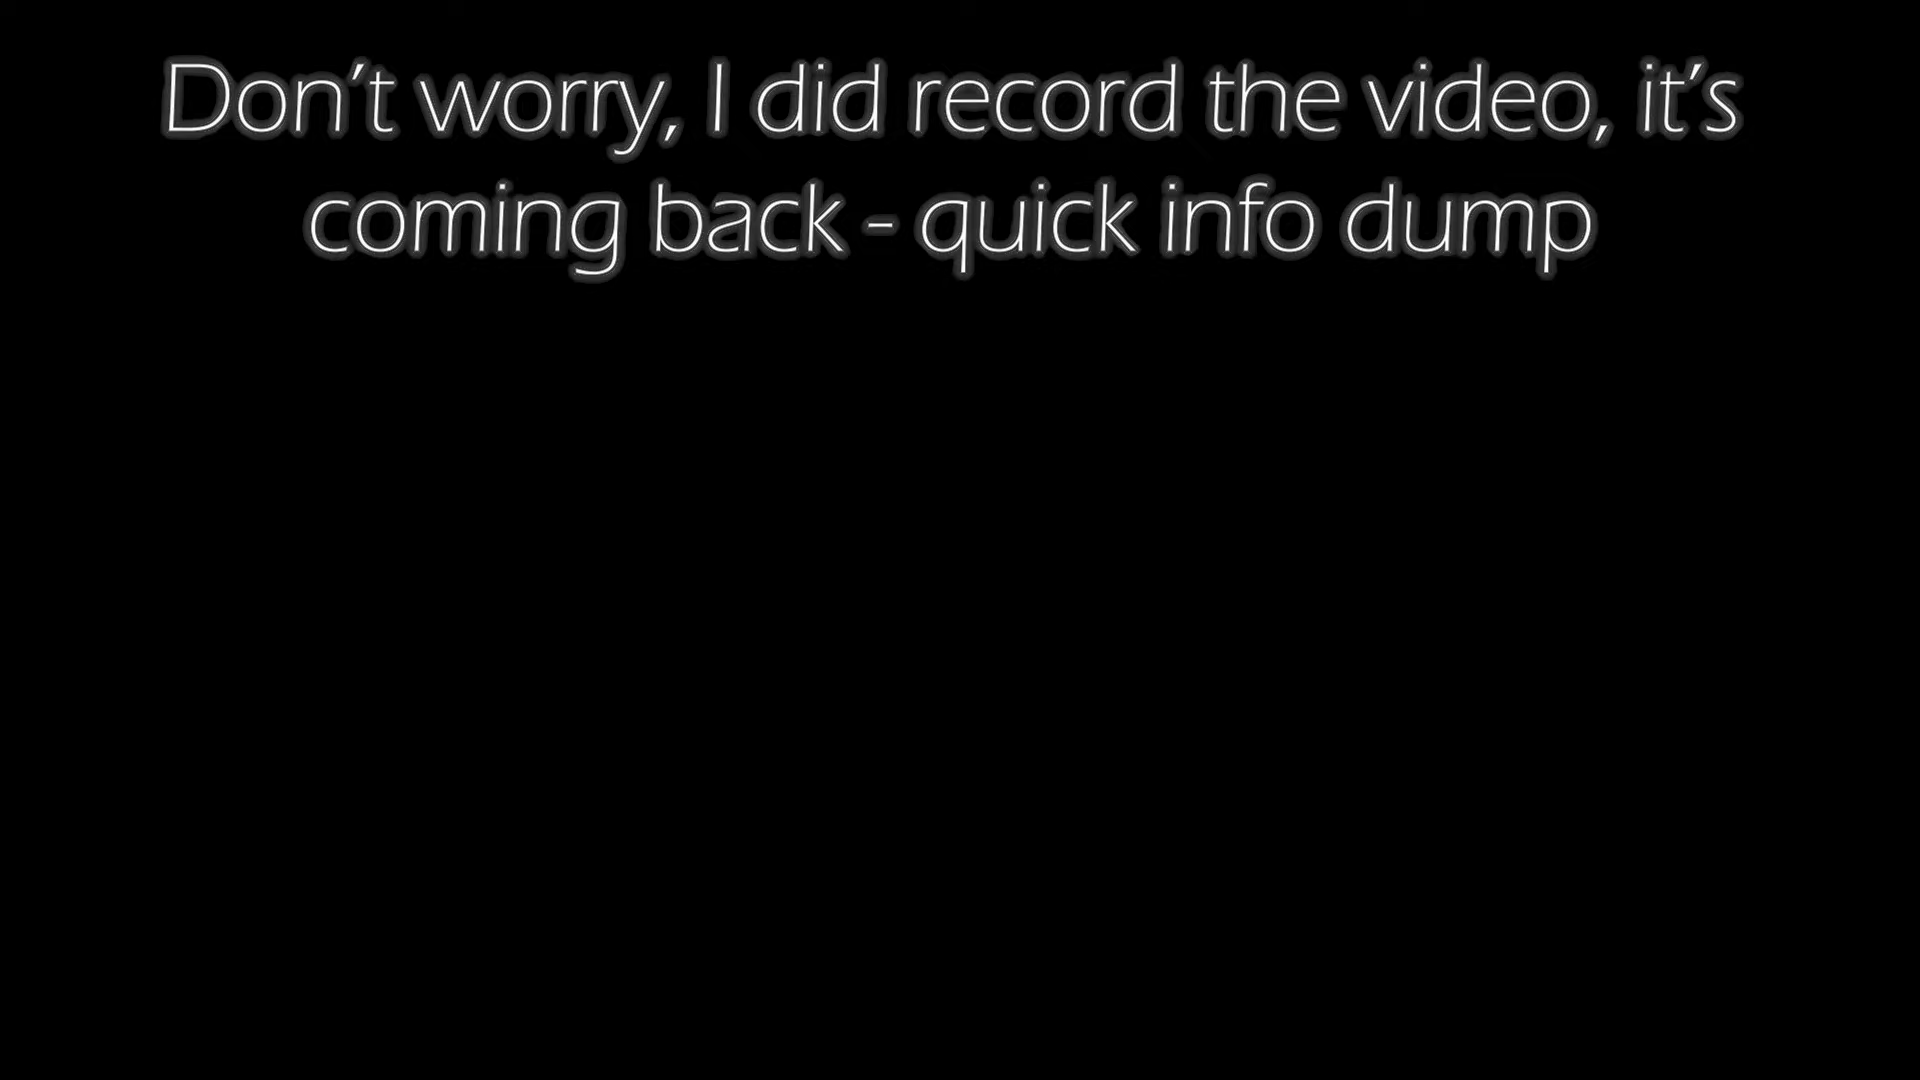 Don’t worry, I did record the video, it’s
coming back - quick info dump